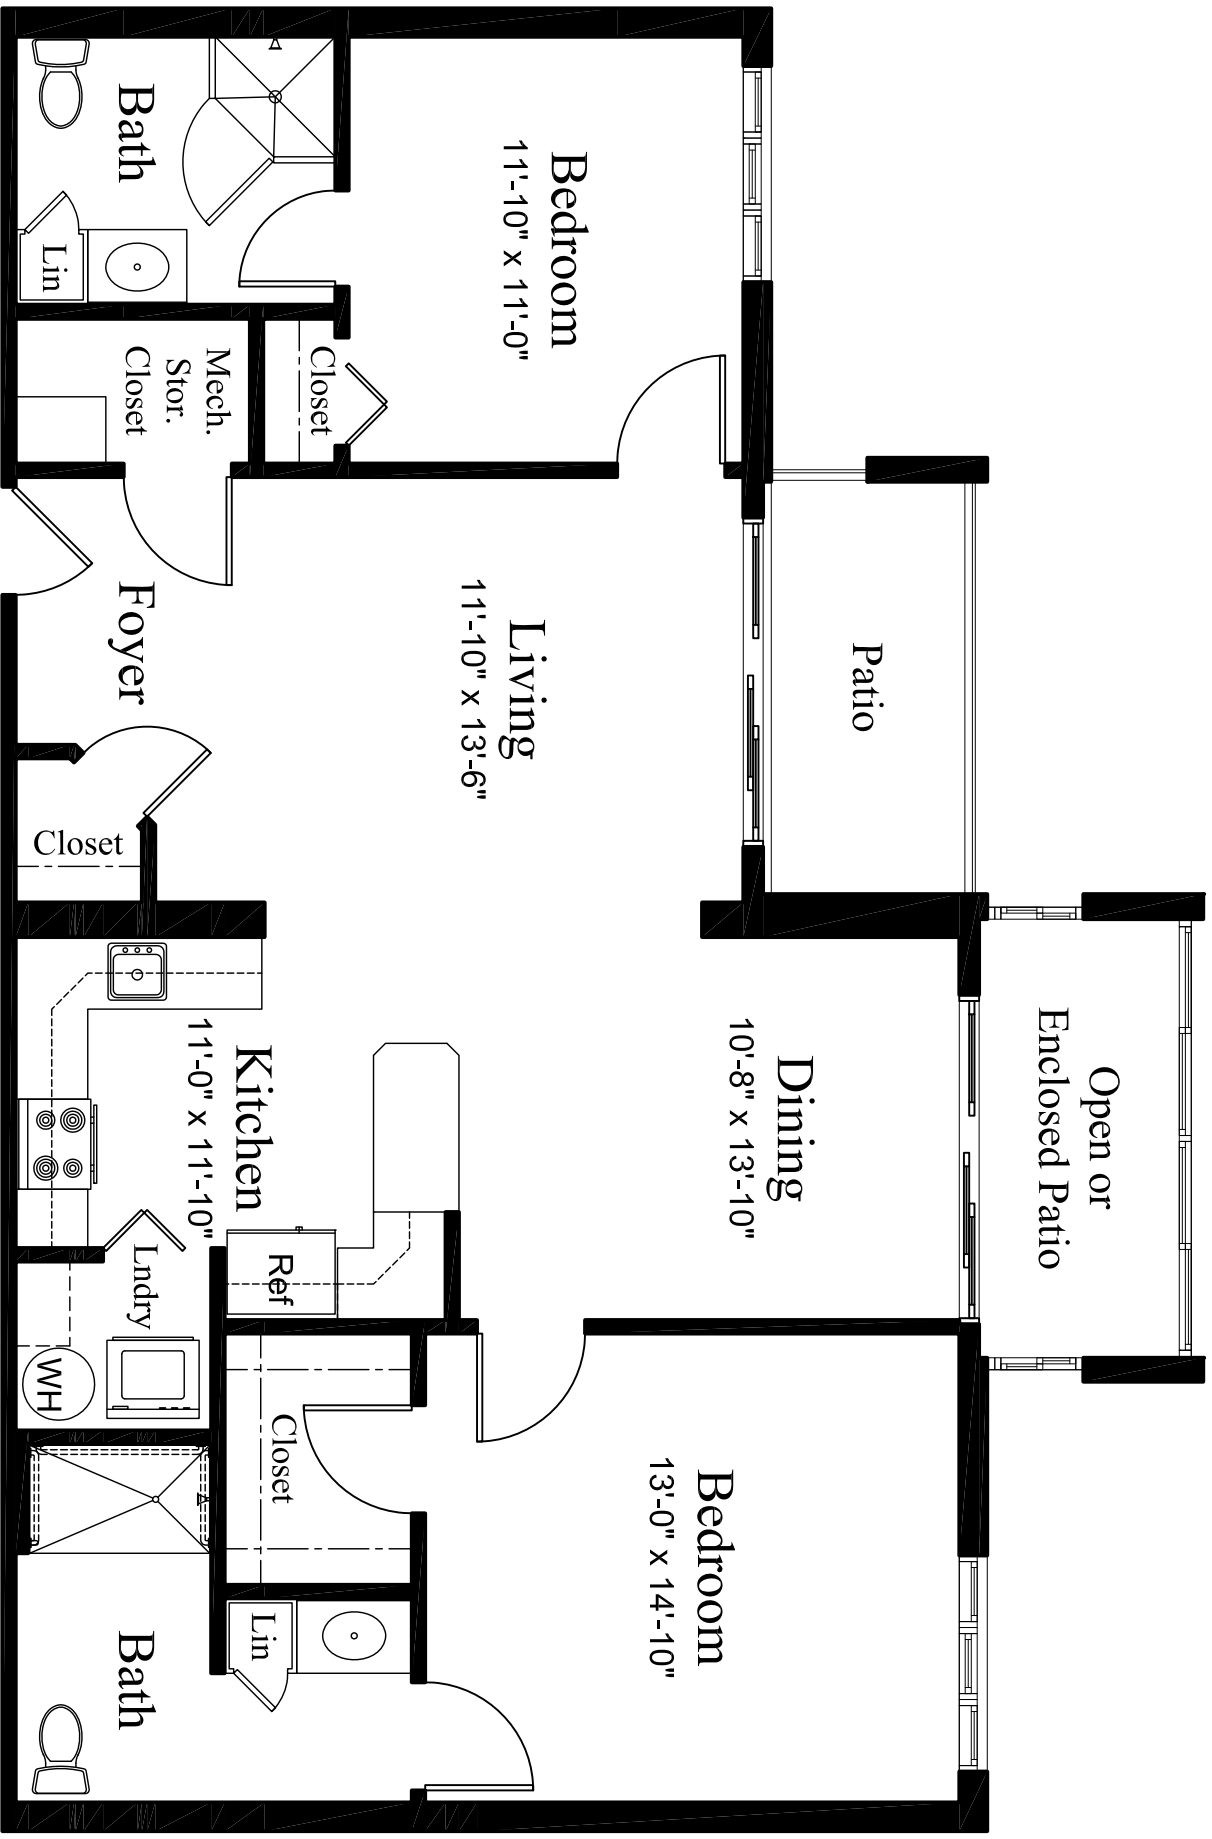 Bath
Lin
Bedroom
11'-10" x 11'-0"
Mech.
Stor.
Closet
Closet
Foyer
Living
11'-10" x 13'-6"
Patio
Closet
Kitchen
11'-0" x 11'-10"
Dining
10'-8" x 13'-10"
Open or
Enclosed Patio
Ref
Lndry
WH
Closet
Bedroom
13'-0" x 14'-10"
Lin
Bath